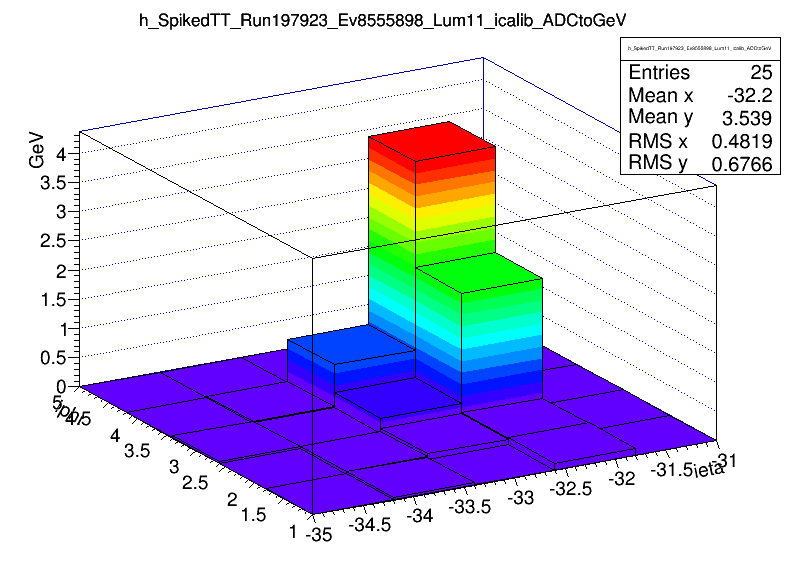 h_SpikedTT_Run197923_Ev8555898_Lum11_icalib_ADCtoGeV
h_SpikedTT_Run197923_Ev8555898_Lum11_icalib_ADCtoGeV
Entries 25
Mean x -32.2
Mean y 3.539
RMS x 0.4819
RMS y 0.6766
GeV
4
3.5
3
2.5
2
1.5
1
0.5
0
5
4.5
iphi
4
3.5
3
2.5
2
1.5
1
-35
-34.5
-34
-33.5
-33
-32.5
-32
-31.5
-31
ieta